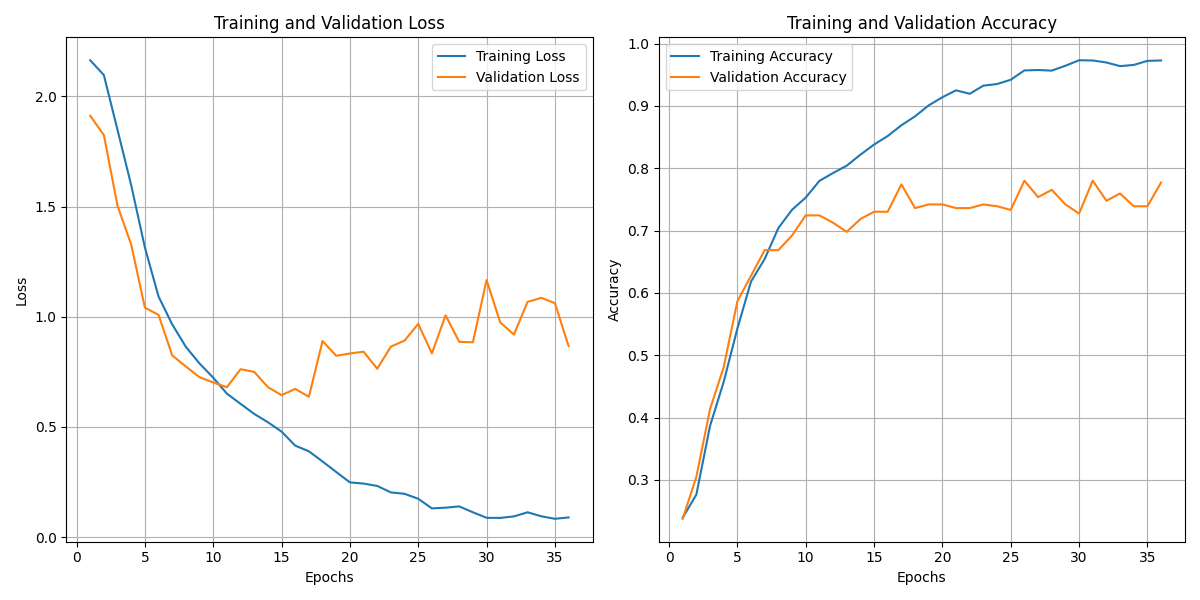 Training and Validation Loss
Training Loss
Validation Loss
2.0
1.5
1.0
0.5
0.0
Loss
0 5 10 15 20 25 30 35
Epochs
Training and Validation Accuracy
Training Accuracy
Validation Accuracy
1.0
0.9
0.8
0.7
0.6
0.5
0.4
0.3
Accuracy
0 5 10 15 20 25 30 35
Epochs